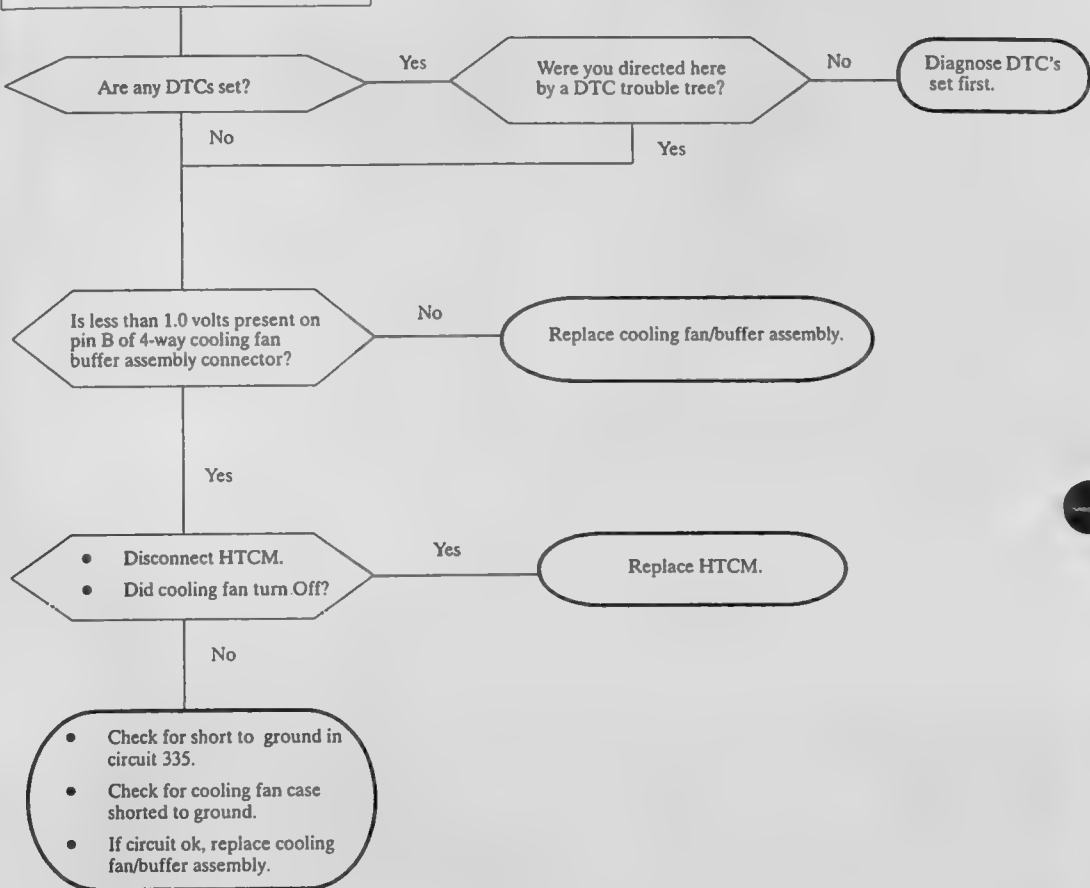 Are any DTCs set?
Yes
Were you directed here
by a DTC trouble tree?
No
Diagnose DTC's
set first.
No
Yes
Is less than 1.0 volts present on
pin B of 4-way cooling fan
buffer assembly connector?
No
Replace cooling fan/buffer assembly.
Yes
• Disconnect HTCM.
• Did cooling fan turn Off?
Yes
Replace HTCM.
No
• Check for short to ground in
circuit 335.
• Check for cooling fan case
shorted to ground.
• If circuit ok, replace cooling
fan/buffer assembly.